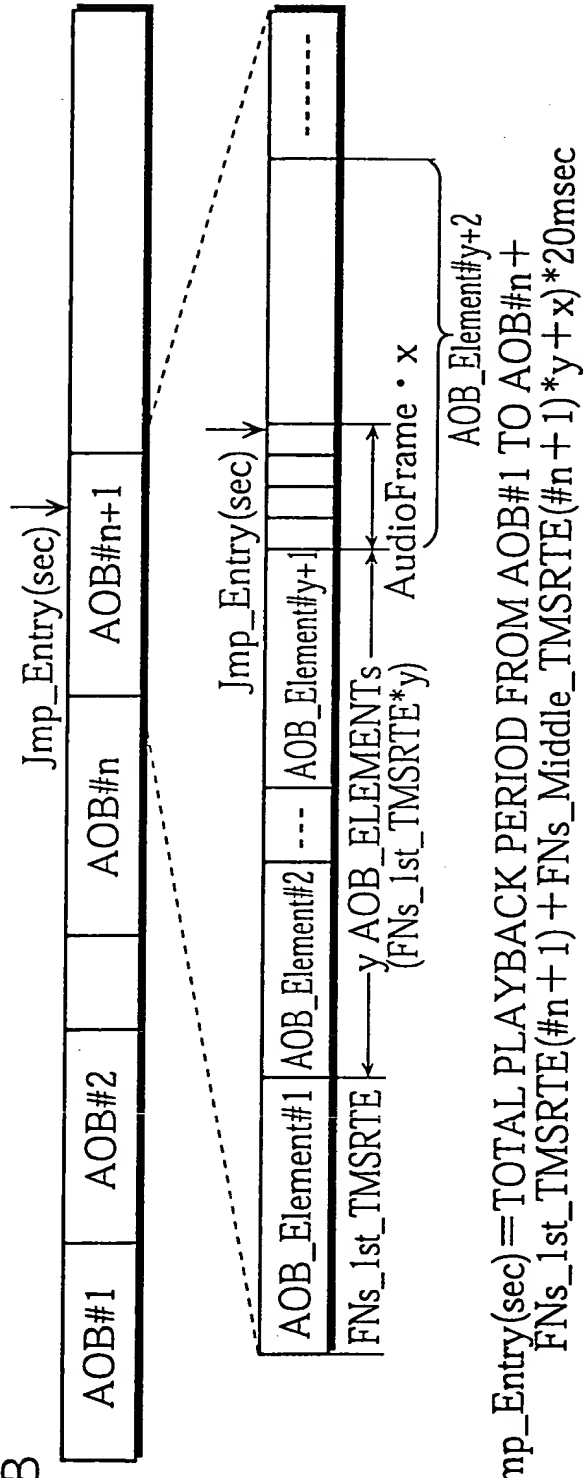 B
Jmp_Entry(sec)
AOB#1
AOB#2
AOB#n
AOB#n+1
Jmp_Entry(sec)
AOB_Element#1
AOB_Element#2
---
AOB_Element#y+1
-------
FNs_1st_TMSRTE
y AOB_ELEMENTs
(FNs_1st_TMSRTE*y)
AudioFrame・x
AOB_Element#y+2
mp_Entry(sec)=TOTAL PLAYBACK PERIOD FROM AOB#1 TO AOB#n+
FNs_1st_TMSRTE(#n+1)+FNs_Middle_TMSRTE(#n+1)*y+x)*20msec